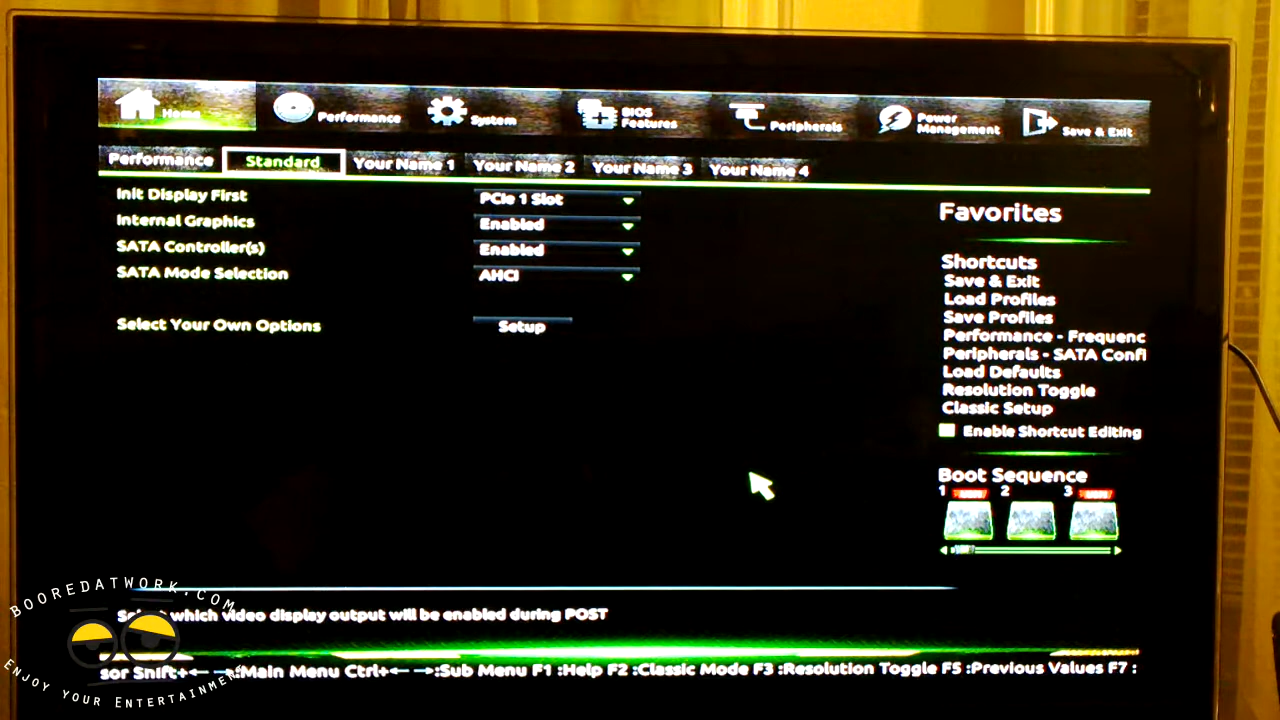 Home
Performance
System
BIOS Features
Peripherals
Power Management
Save & Exit
Performance
Standard
Your Name 1
Your Name 2
Your Name 3
Your Name 4
Init Display First
PCIe 1 Slot
Internal Graphics
Enabled
SATA Controller(s)
Enabled
SATA Mode Selection
AHCI
Select Your Own Options
Setup
Favorites
Shortcuts
Save & Exit
Load Profiles
Save Profiles
Performance - Frequenc
Peripherals - SATA Confi
Load Defaults
Resolution Toggle
Classic Setup
Enable Shortcut Editing
Boot Sequence
1 2 3
which video display output will be enabled during POST
sor Shift+← →:Main Menu Ctrl+← →:Sub Menu F1 :Help F2 :Classic Mode F3 :Resolution Toggle F5 :Previous Values F7 :
BOOREDATWORK.COM
ENJOY YOUR ENTERTAINMENT